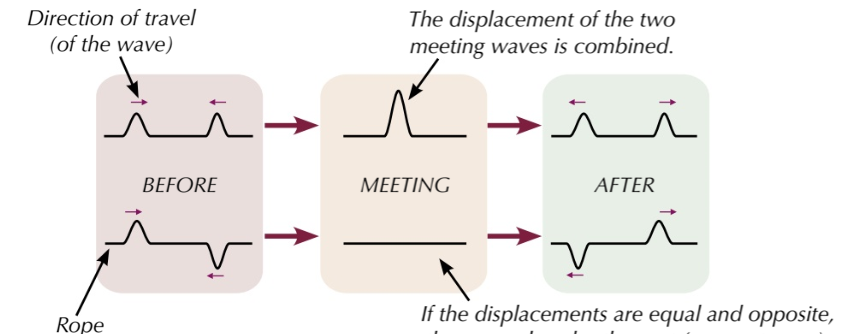 Direction of travel
(of the wave)
The displacement of the two
meeting waves is combined.
BEFORE
MEETING
AFTER
Rope
If the displacements are equal and opposite,